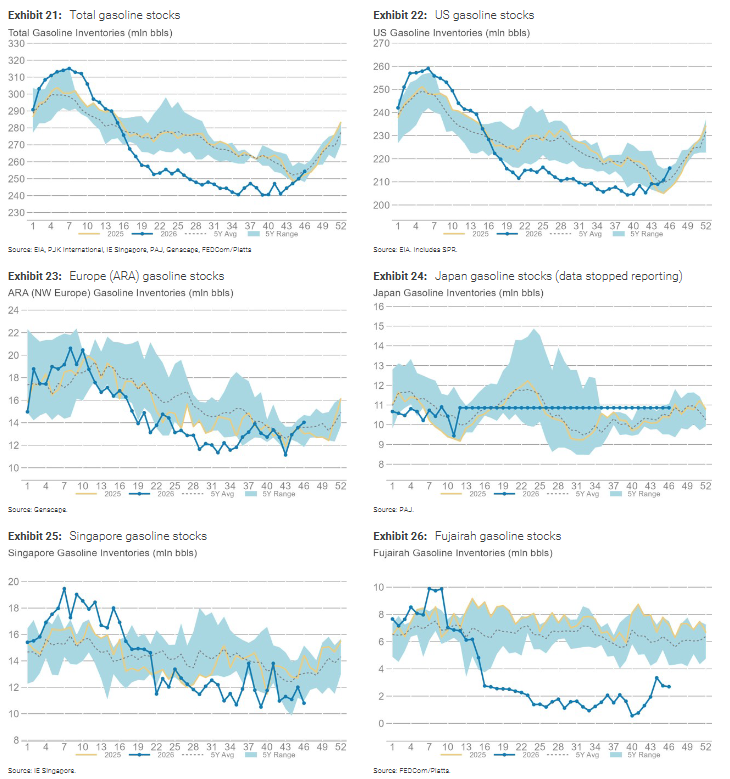 Exhibit 21: Total gasoline stocks
Total Gasoline Inventories (mln bbls)
330
320
310
300
290
280
270
260
250
240
230
1 4 7 10 13 16 19 22 25 28 31 34 37 40 43 46 49 52
2025 2026 5Y Avg 5Y Range
Source: EIA, PJK International, IE Singapore, PAJ, Genscape, FEDCom/Platts
Exhibit 22: US gasoline stocks
US Gasoline Inventories (mln bbls)
270
260
250
240
230
220
210
200
1 4 7 10 13 16 19 22 25 28 31 34 37 40 43 46 49 52
2025 2026 5Y Avg 5Y Range
Source: EIA. Includes SPR.
Exhibit 23: Europe (ARA) gasoline stocks
ARA (NW Europe) Gasoline Inventories (mln bbls)
24
22
20
18
16
14
12
10
1 4 7 10 13 16 19 22 25 28 31 34 37 40 43 46 49 52
2025 2026 5Y Avg 5Y Range
Source: Genscape.
Exhibit 24: Japan gasoline stocks (data stopped reporting)
Japan Gasoline Inventories (mln bbls)
16
15
14
13
12
11
10
9
8
1 4 7 10 13 16 19 22 25 28 31 34 37 40 43 46 49 52
2025 2026 5Y Avg 5Y Range
Source: PAJ.
Exhibit 25: Singapore gasoline stocks
Singapore Gasoline Inventories (mln bbls)
20
18
16
14
12
10
8
1 4 7 10 13 16 19 22 25 28 31 34 37 40 43 46 49 52
2025 2026 5Y Avg 5Y Range
Source: IE Singapore.
Exhibit 26: Fujairah gasoline stocks
Fujairah Gasoline Inventories (mln bbls)
10
8
6
4
2
0
1 4 7 10 13 16 19 22 25 28 31 34 37 40 43 46 49 52
2025 2026 5Y Avg 5Y Range
Source: FEDCom/Platts.